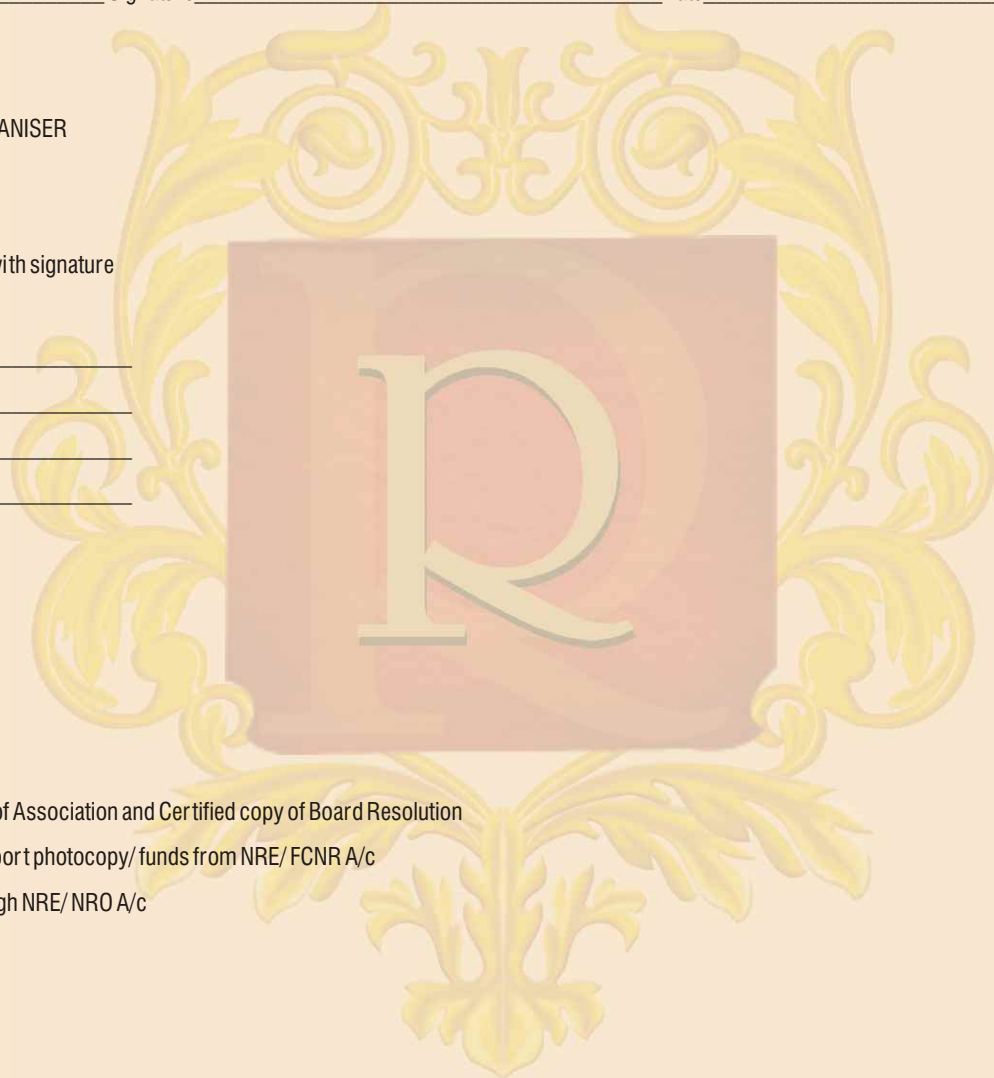 ANISER
with signature
R
of Association and Certified copy of Board Resolution
port photocopy/ funds from NRE/ FCNR A/c
gh NRE/ NRO A/c